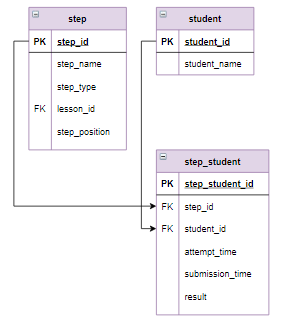 step
PK step_id
step_name
step_type
FK lesson_id
step_position
student
PK student_id
student_name
step_student
PK step_student_id
FK step_id
FK student_id
attempt_time
submission_time
result